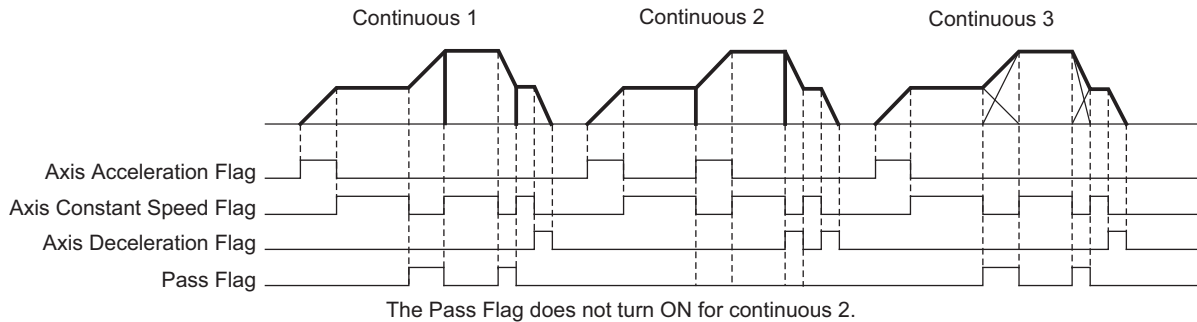 Continuous 1
Continuous 2
Continuous 3
Axis Acceleration Flag
Axis Constant Speed Flag
Axis Deceleration Flag
Pass Flag
The Pass Flag does not turn ON for continuous 2.